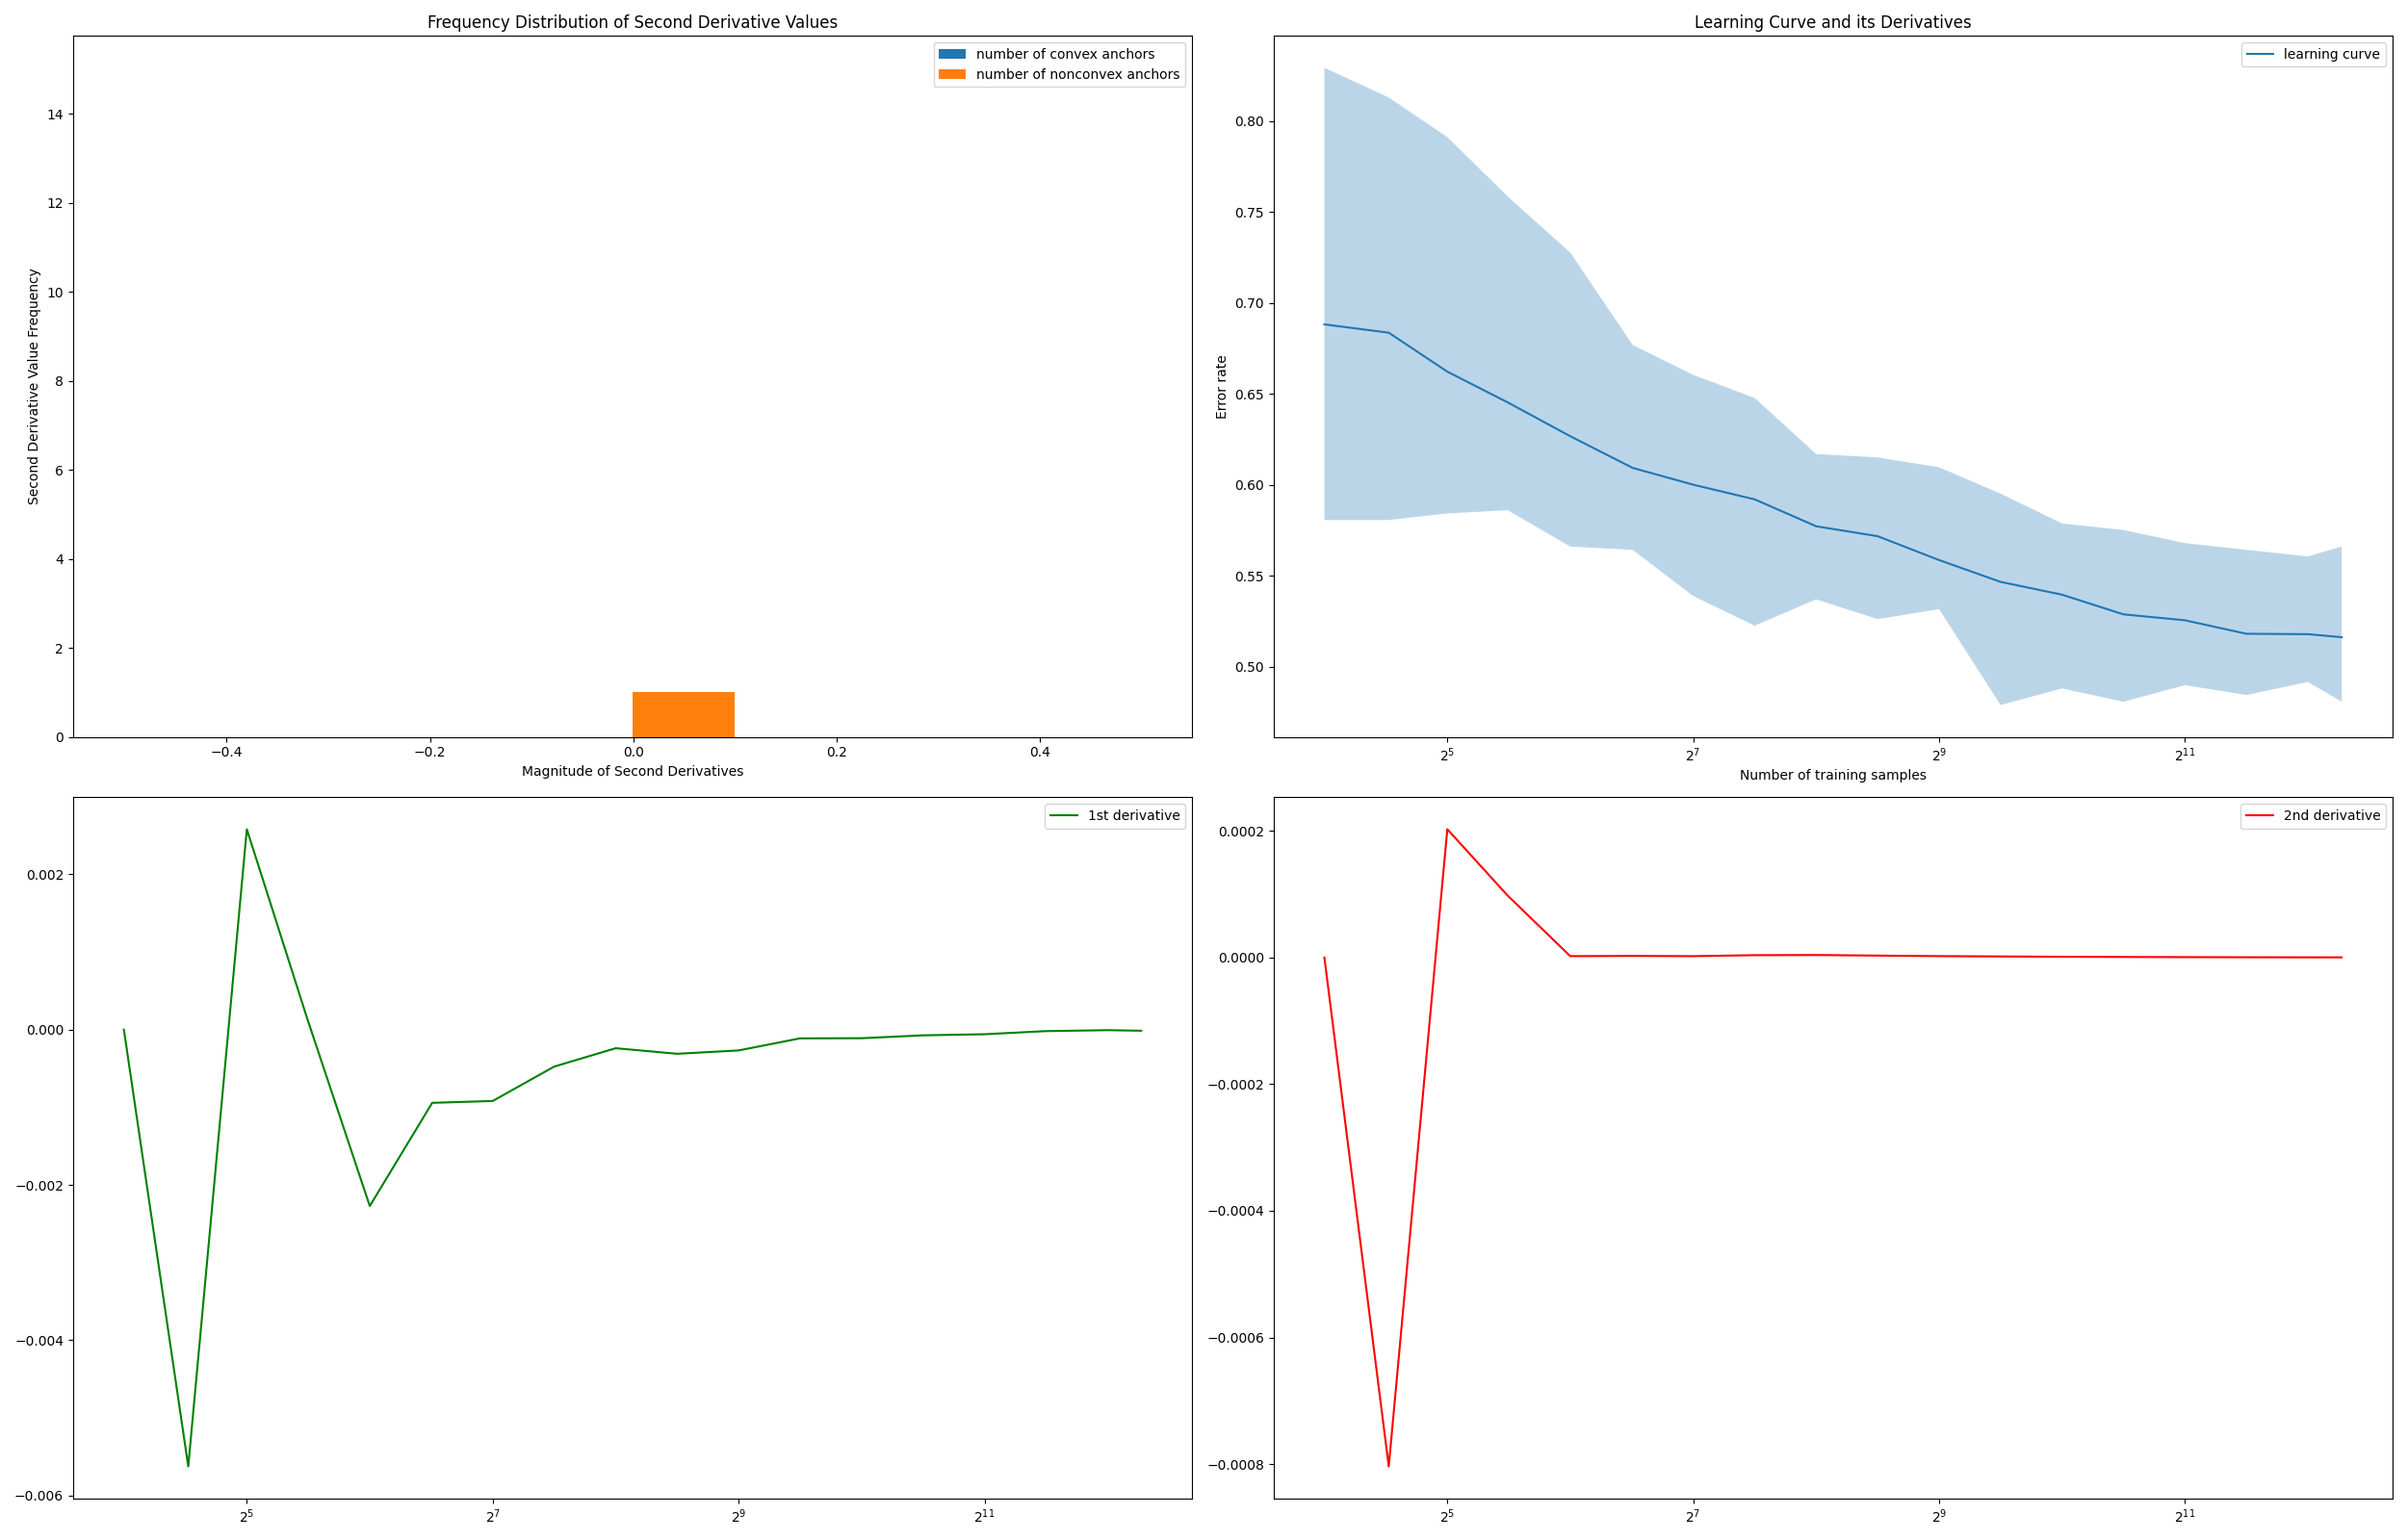 Frequency Distribution of Second Derivative Values
number of convex anchors
number of nonconvex anchors
Second Derivative Value Frequency
14
12
10
8
6
4
2
0
−0.4 −0.2 0.0 0.2 0.4
Magnitude of Second Derivatives
Learning Curve and its Derivatives
learning curve
Error rate
0.80
0.75
0.70
0.65
0.60
0.55
0.50
2⁵ 2⁷ 2⁹ 2¹¹
Number of training samples
1st derivative
0.002
0.000
−0.002
−0.004
−0.006
2⁵ 2⁷ 2⁹ 2¹¹
2nd derivative
0.0002
0.0000
−0.0002
−0.0004
−0.0006
−0.0008
2⁵ 2⁷ 2⁹ 2¹¹